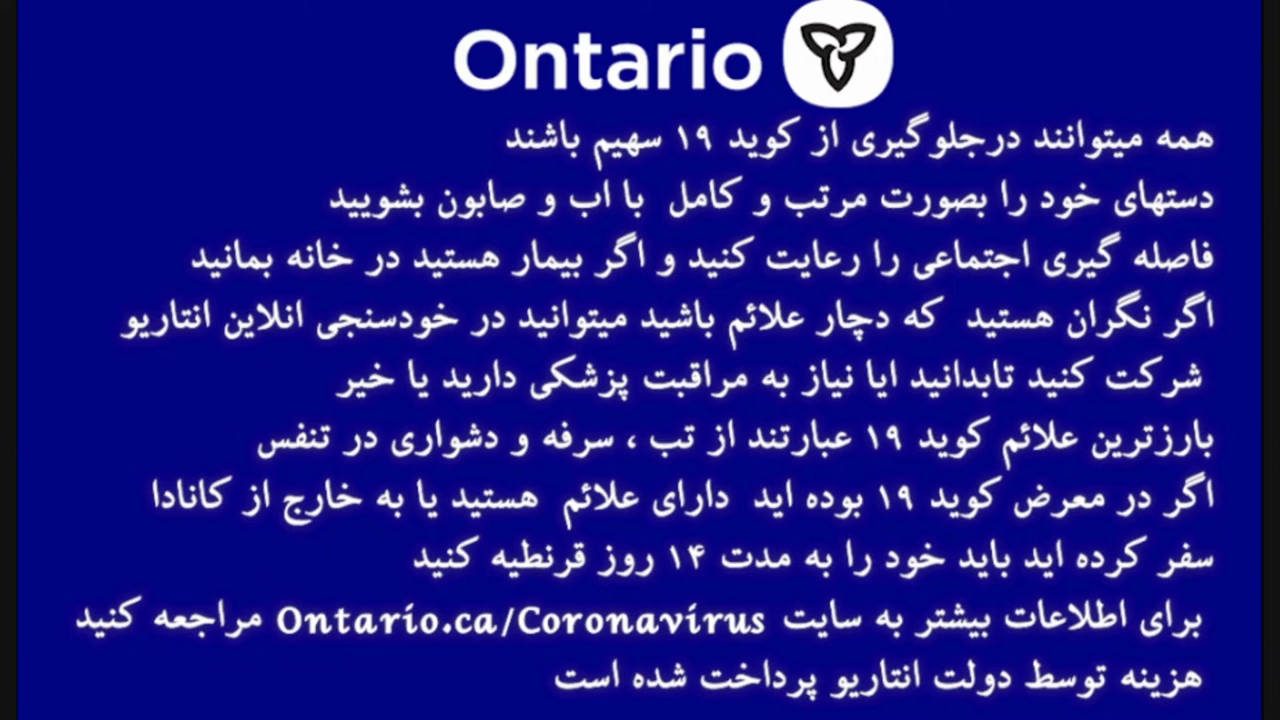 Ontario
همه میتوانند درجلوگیری از کوید ۱۹ سهیم باشند
دستهای خود را بصورت مرتب و کامل با اب و صابون بشویید
فاصله گیری اجتماعی را رعایت کنید و اگر بیمار هستید در خانه بمانید
اگر نگران هستید که دچار علائم باشید میتوانید در خودسنجی انلاین انتاریو
شرکت کنید تابدانید ایا نیاز به مراقبت پزشکی دارید یا خیر
بارزترین علائم کوید ۱۹ عبارتند از تب ، سرفه و دشواری در تنفس
اگر در معرض کوید ۱۹ بوده اید دارای علائم هستید یا به خارج از کانادا
سفر کرده اید باید خود را به مدت ۱۴ روز قرنطیه کنید
برای اطلاعات بیشتر به سایت Ontario.ca/Coronavirus مراجعه کنید
هزینه توسط دولت انتاریو پرداخت شده است